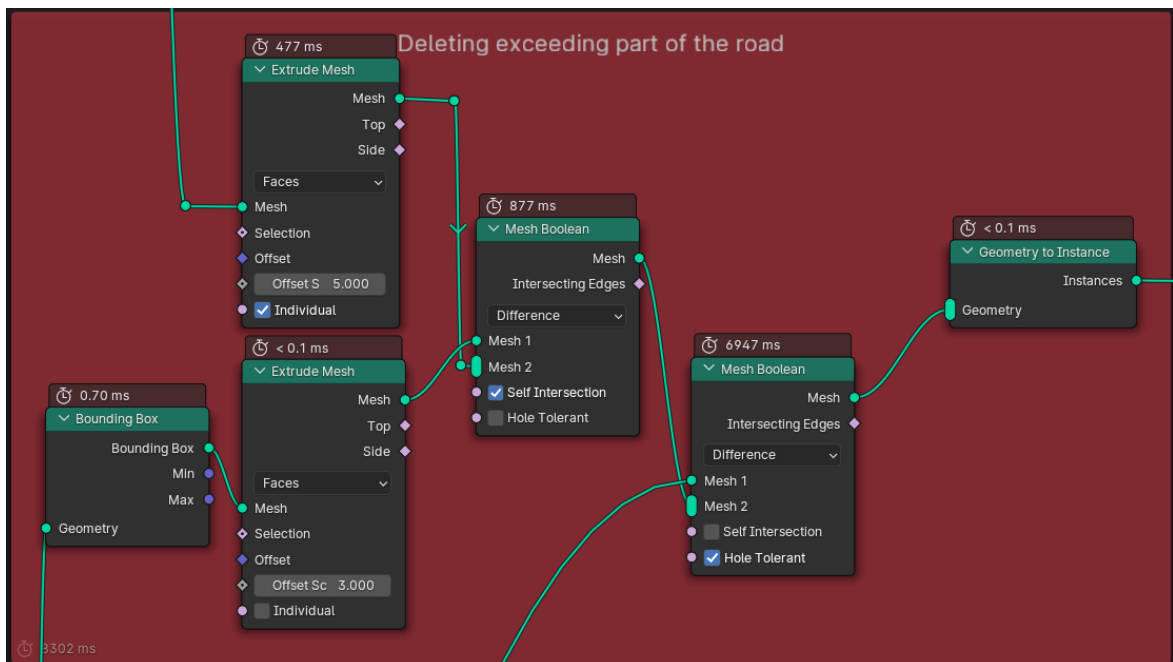 Deleting exceeding part of the road
477 ms
Extrude Mesh
Mesh
Top
Side
Faces
Mesh
Selection
Offset
Offset S 5.000
Individual
< 0.1 ms
Extrude Mesh
Mesh
Top
Side
Faces
Mesh
Selection
Offset
Offset Sc 3.000
Individual
0.70 ms
Bounding Box
Bounding Box
Min
Max
Geometry
877 ms
Mesh Boolean
Mesh
Intersecting Edges
Difference
Mesh 1
Mesh 2
Self Intersection
Hole Tolerant
6947 ms
Mesh Boolean
Mesh
Intersecting Edges
Difference
Mesh 1
Mesh 2
Self Intersection
Hole Tolerant
< 0.1 ms
Geometry to Instance
Instances
Geometry
8302 ms